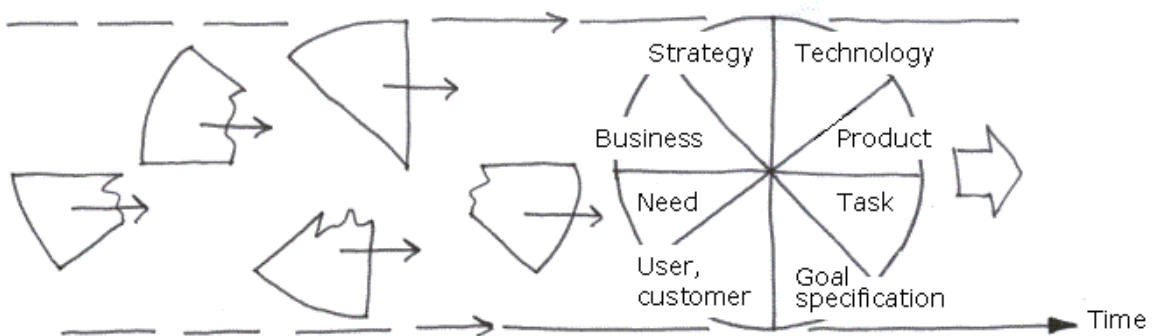 Strategy
Technology
Business
Product
Need
Task
User,
customer
Goal
specification
Time